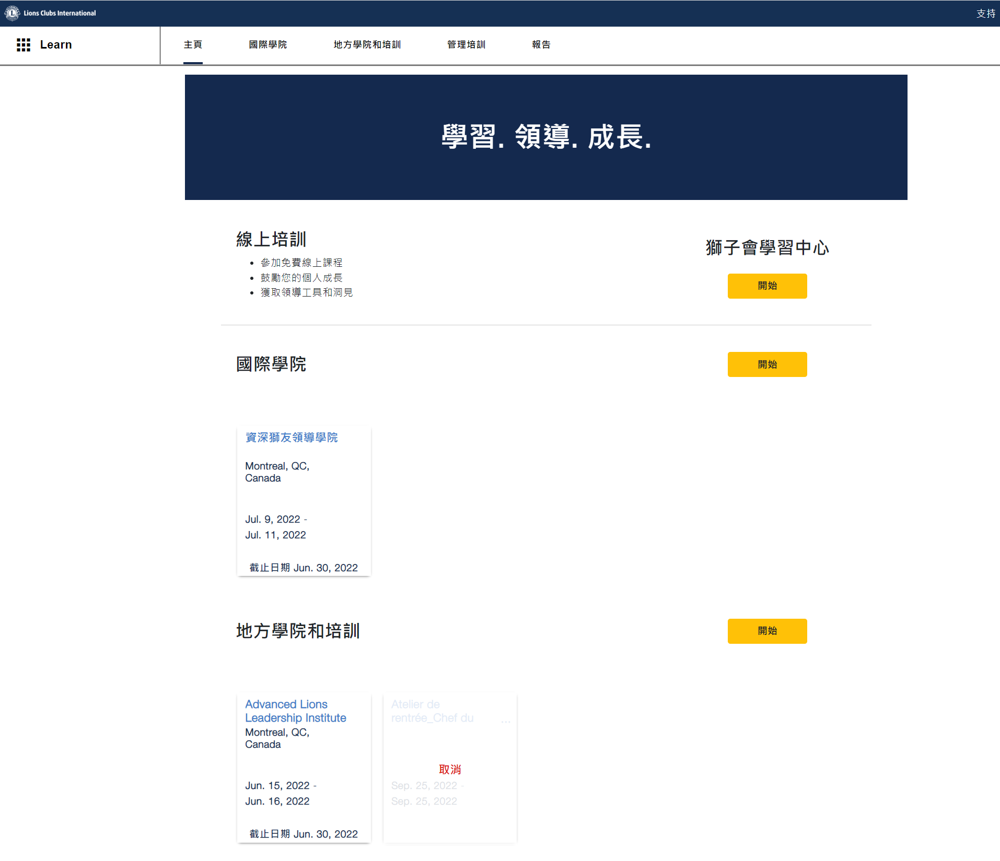 Lions Clubs International
支持
Learn
主頁
國際學院
地方學院和培訓
管理培訓
報告
學習. 領導. 成長.
線上培訓
參加免費線上課程
鼓勵您的個人成長
獲取領導工具和洞見
獅子會學習中心
開始
國際學院
開始
資深獅友領導學院
Montreal, QC,
Canada
Jul. 9, 2022 -
Jul. 11, 2022
截止日期 Jun. 30, 2022
地方學院和培訓
開始
Advanced Lions
Leadership Institute
Montreal, QC,
Canada
Jun. 15, 2022 -
Jun. 16, 2022
截止日期 Jun. 30, 2022
Atelier de
rentrée_Chef du
...
取消
Sep. 25, 2022 -
Sep. 25, 2022